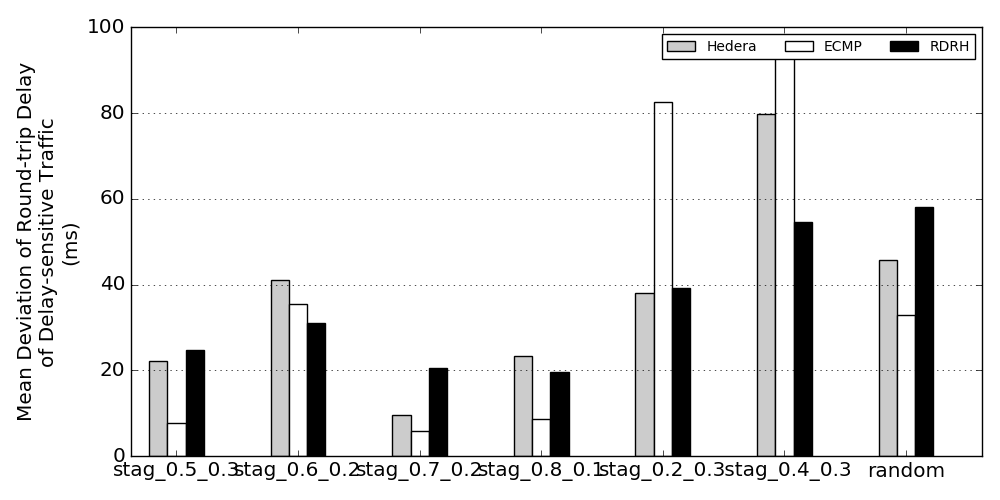 Mean Deviation of Round-trip Delay
of Delay-sensitive Traffic
(ms)
100
80
60
40
20
0
Hedera ECMP RDRH
stag_0.5_0.3 stag_0.6_0.2 stag_0.7_0.2 stag_0.8_0.1 stag_0.2_0.3 stag_0.4_0.3 random